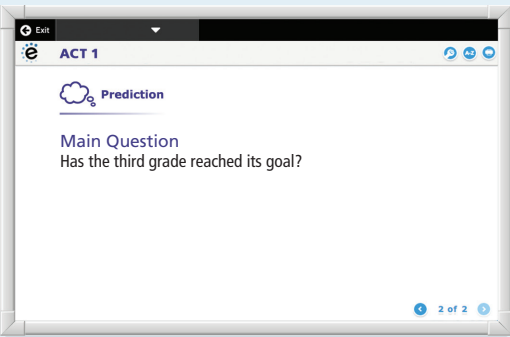 Exit
ë ACT 1
A-Z
Prediction
Main Question
Has the third grade reached its goal?
2 of 2